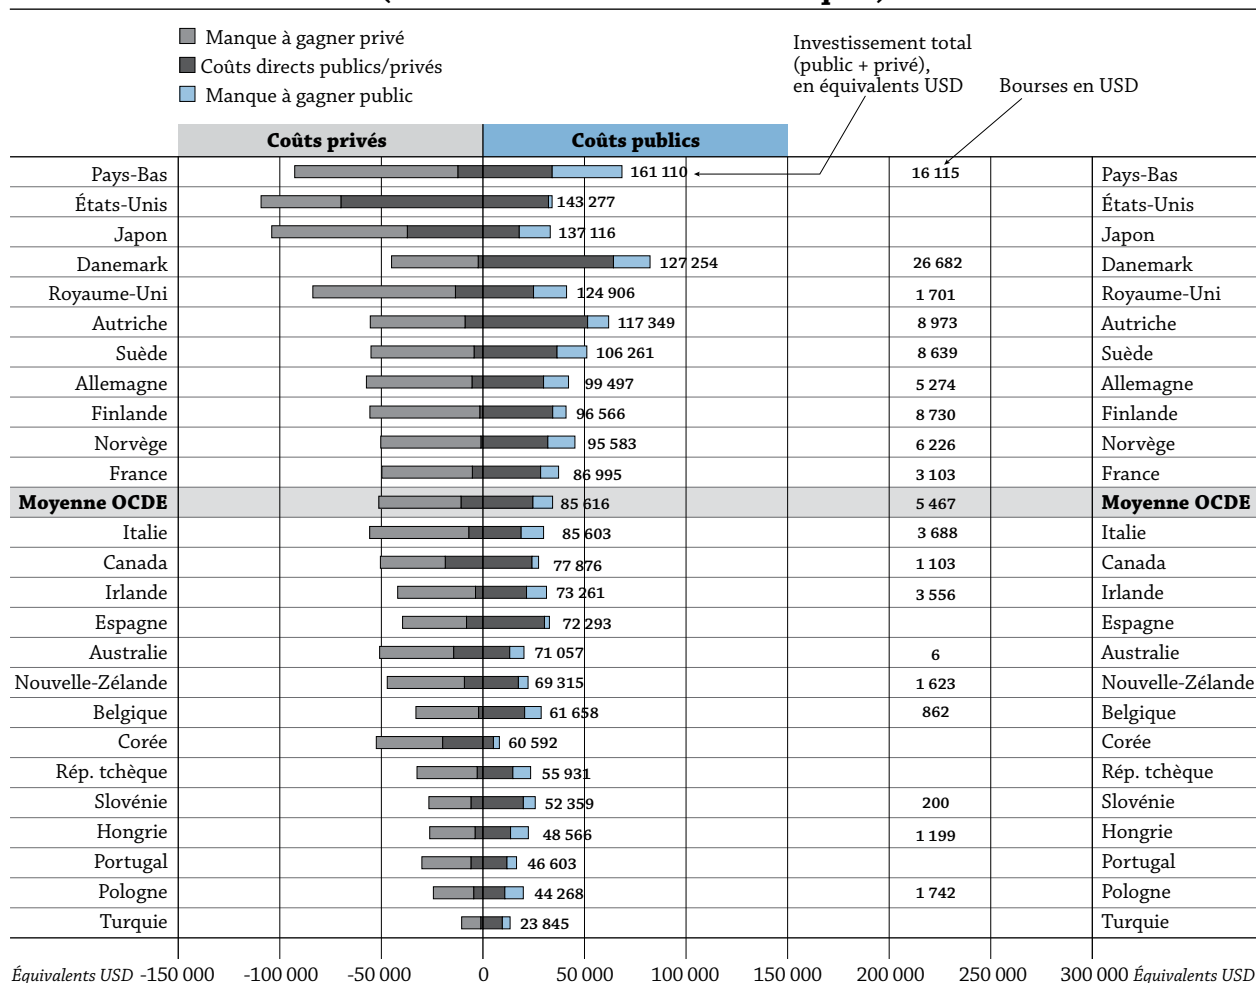 Manque à gagner privé
Coûts directs publics/privés
Manque à gagner public
Investissement total
(public + privé),
en équivalents USD
Bourses en USD
Coûts privés Coûts publics
Pays-Bas 161 110 16 115 Pays-Bas
États-Unis 143 277 États-Unis
Japon 137 116 Japon
Danemark 127 254 26 682 Danemark
Royaume-Uni 124 906 1 701 Royaume-Uni
Autriche 117 349 8 973 Autriche
Suède 106 261 8 639 Suède
Allemagne 99 497 5 274 Allemagne
Finlande 96 566 8 730 Finlande
Norvège 95 583 6 226 Norvège
France 86 995 3 103 France
Moyenne OCDE 85 616 5 467 Moyenne OCDE
Italie 85 603 3 688 Italie
Canada 77 876 1 103 Canada
Irlande 73 261 3 556 Irlande
Espagne 72 293 Espagne
Australie 71 057 6 Australie
Nouvelle-Zélande 69 315 1 623 Nouvelle-Zélande
Belgique 61 658 862 Belgique
Corée 60 592 Corée
Rép. tchèque 55 931 Rép. tchèque
Slovénie 52 359 200 Slovénie
Hongrie 48 566 1 199 Hongrie
Portugal 46 603 Portugal
Pologne 44 268 1 742 Pologne
Turquie 23 845 Turquie
Équivalents USD -150 000 -100 000 -50 000 0 50 000 100 000 150 000 200 000 250 000 300 000 Équivalents USD